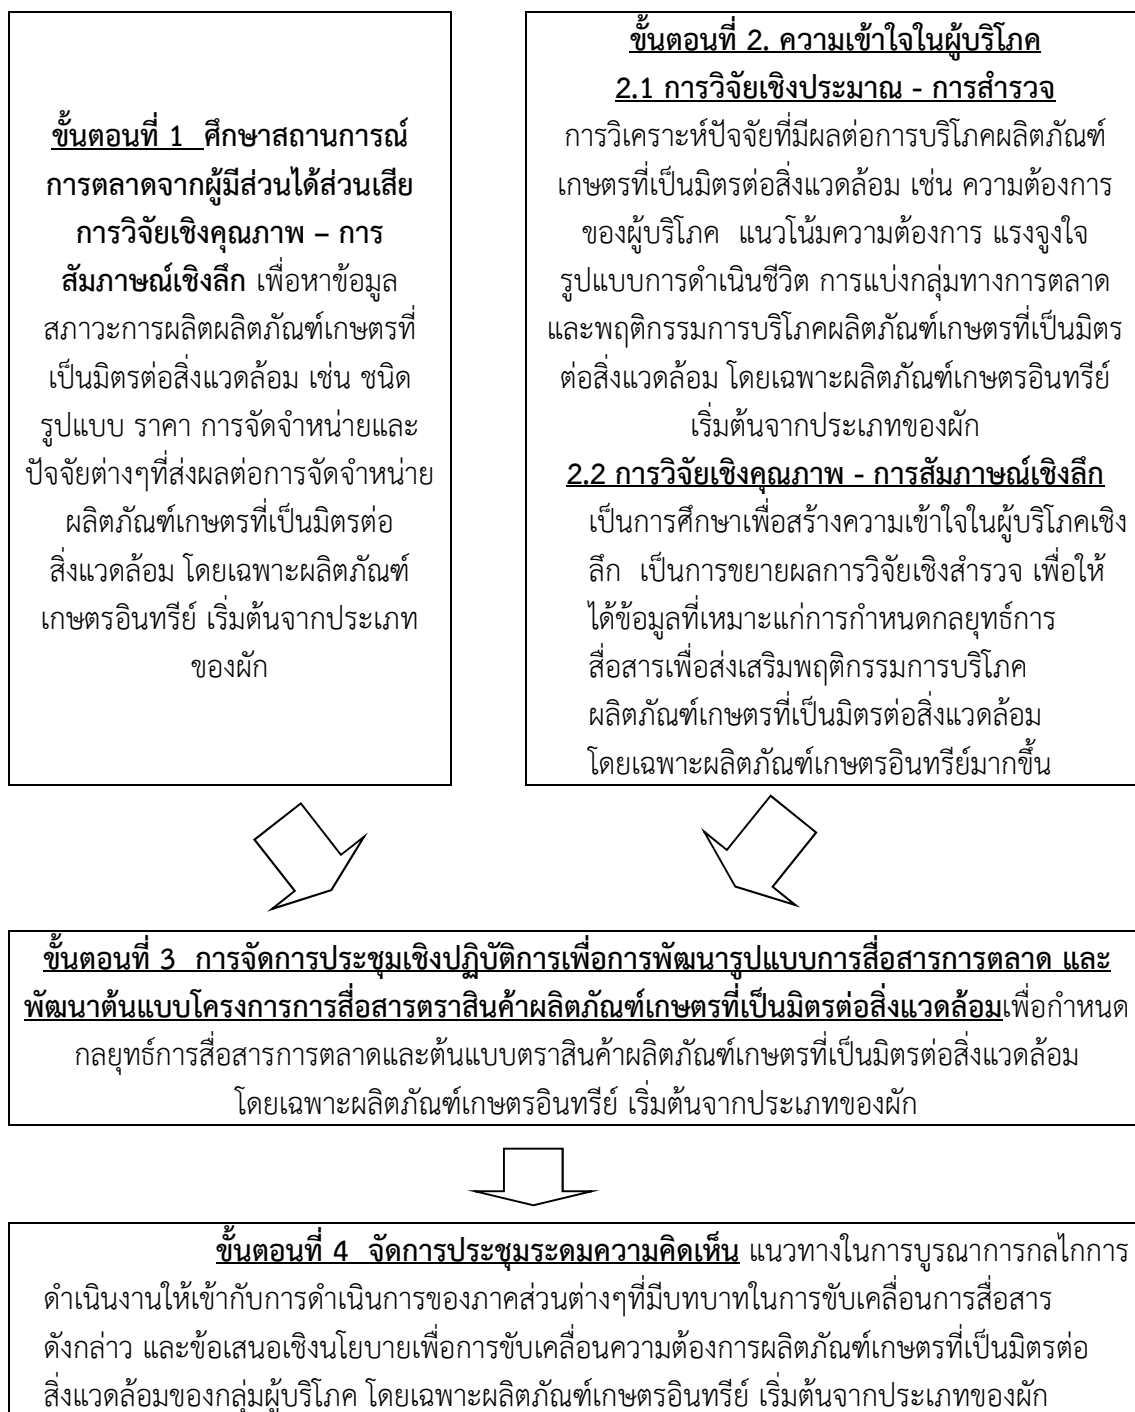 ขั้นตอนที่ 1  ศึกษาสถานการณ์
การตลาดจากผู้มีส่วนได้ส่วนเสีย
การวิจัยเชิงคุณภาพ – การ
สัมภาษณ์เชิงลึก เพื่อหาข้อมูล
สภาวะการผลิตผลิตภัณฑ์เกษตรที่
เป็นมิตรต่อสิ่งแวดล้อม เช่น ชนิด
รูปแบบ ราคา การจัดจำหน่ายและ
ปัจจัยต่างๆที่ส่งผลต่อการจัดจำหน่าย
ผลิตภัณฑ์เกษตรที่เป็นมิตรต่อ
สิ่งแวดล้อม โดยเฉพาะผลิตภัณฑ์
เกษตรอินทรีย์ เริ่มต้นจากประเภท
ของผัก
ขั้นตอนที่ 2. ความเข้าใจในผู้บริโภค
2.1 การวิจัยเชิงประมาณ - การสำรวจ
การวิเคราะห์ปัจจัยที่มีผลต่อการบริโภคผลิตภัณฑ์
เกษตรที่เป็นมิตรต่อสิ่งแวดล้อม เช่น ความต้องการ
ของผู้บริโภค  แนวโน้มความต้องการ แรงจูงใจ
รูปแบบการดำเนินชีวิต การแบ่งกลุ่มทางการตลาด
และพฤติกรรมการบริโภคผลิตภัณฑ์เกษตรที่เป็นมิตร
ต่อสิ่งแวดล้อม โดยเฉพาะผลิตภัณฑ์เกษตรอินทรีย์
เริ่มต้นจากประเภทของผัก
2.2 การวิจัยเชิงคุณภาพ - การสัมภาษณ์เชิงลึก
เป็นการศึกษาเพื่อสร้างความเข้าใจในผู้บริโภคเชิง
ลึก  เป็นการขยายผลการวิจัยเชิงสำรวจ เพื่อให้
ได้ข้อมูลที่เหมาะแก่การกำหนดกลยุทธ์การ
สื่อสารเพื่อส่งเสริมพฤติกรรมการบริโภค
ผลิตภัณฑ์เกษตรที่เป็นมิตรต่อสิ่งแวดล้อม
โดยเฉพาะผลิตภัณฑ์เกษตรอินทรีย์มากขึ้น
ขั้นตอนที่ 3  การจัดการประชุมเชิงปฏิบัติการเพื่อการพัฒนารูปแบบการสื่อสารการตลาด และ
พัฒนาต้นแบบโครงการการสื่อสารตราสินค้าผลิตภัณฑ์เกษตรที่เป็นมิตรต่อสิ่งแวดล้อมเพื่อกำหนด
กลยุทธ์การสื่อสารการตลาดและต้นแบบตราสินค้าผลิตภัณฑ์เกษตรที่เป็นมิตรต่อสิ่งแวดล้อม
โดยเฉพาะผลิตภัณฑ์เกษตรอินทรีย์ เริ่มต้นจากประเภทของผัก
ขั้นตอนที่ 4  จัดการประชุมระดมความคิดเห็น แนวทางในการบูรณาการกลไกการ
ดำเนินงานให้เข้ากับการดำเนินการของภาคส่วนต่างๆที่มีบทบาทในการขับเคลื่อนการสื่อสาร
ดังกล่าว และข้อเสนอเชิงนโยบายเพื่อการขับเคลื่อนความต้องการผลิตภัณฑ์เกษตรที่เป็นมิตรต่อ
สิ่งแวดล้อมของกลุ่มผู้บริโภค โดยเฉพาะผลิตภัณฑ์เกษตรอินทรีย์ เริ่มต้นจากประเภทของผัก